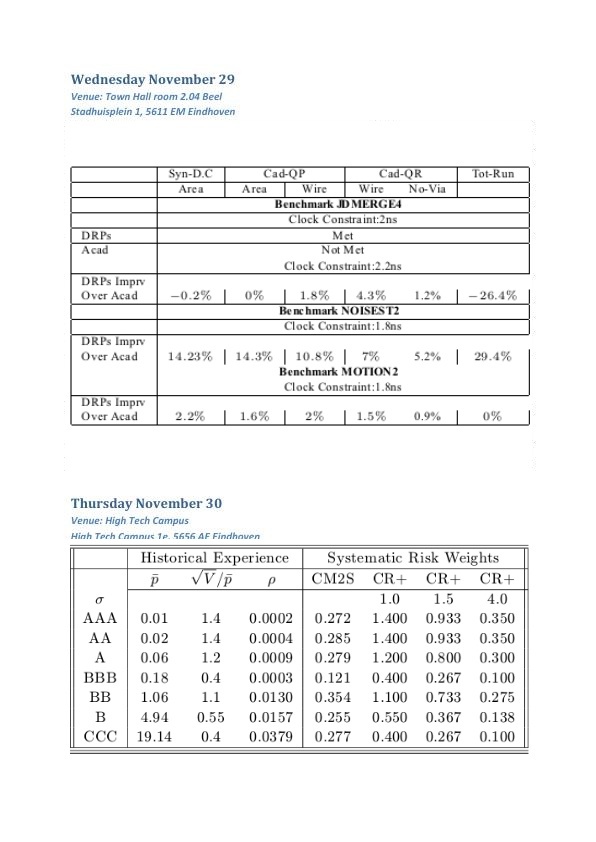 Wednesday November 29
Venue: Town Hall room 2.04 Beel
Stadhuisplein 1, 5611 EM Eindhoven
Syn-D.C Cad-QP Cad-QR Tot-Run
Area Area Wire Wire No-Via
Benchmark JDMERGE4
Clock Constraint:2ns
DRPs Met
Acad Not Met
Clock Constraint:2.2ns
DRPs Imprv
Over Acad −0.2% 0% 1.8% 4.3% 1.2% −26.4%
Benchmark NOISEST2
Clock Constraint:1.8ns
DRPs Imprv
Over Acad 14.23% 14.3% 10.8% 7% 5.2% 29.4%
Benchmark MOTION2
Clock Constraint:1.8ns
DRPs Imprv
Over Acad 2.2% 1.6% 2% 1.5% 0.9% 0%
Thursday November 30
Venue: High Tech Campus
High Tech Campus 1e, 5656 AE Eindhoven
Historical Experience Systematic Risk Weights
p̄ √V/p̄ ρ CM2S CR+ CR+ CR+
σ 1.0 1.5 4.0
AAA 0.01 1.4 0.0002 0.272 1.400 0.933 0.350
AA 0.02 1.4 0.0004 0.285 1.400 0.933 0.350
A 0.06 1.2 0.0009 0.279 1.200 0.800 0.300
BBB 0.18 0.4 0.0003 0.121 0.400 0.267 0.100
BB 1.06 1.1 0.0130 0.354 1.100 0.733 0.275
B 4.94 0.55 0.0157 0.255 0.550 0.367 0.138
CCC 19.14 0.4 0.0379 0.277 0.400 0.267 0.100